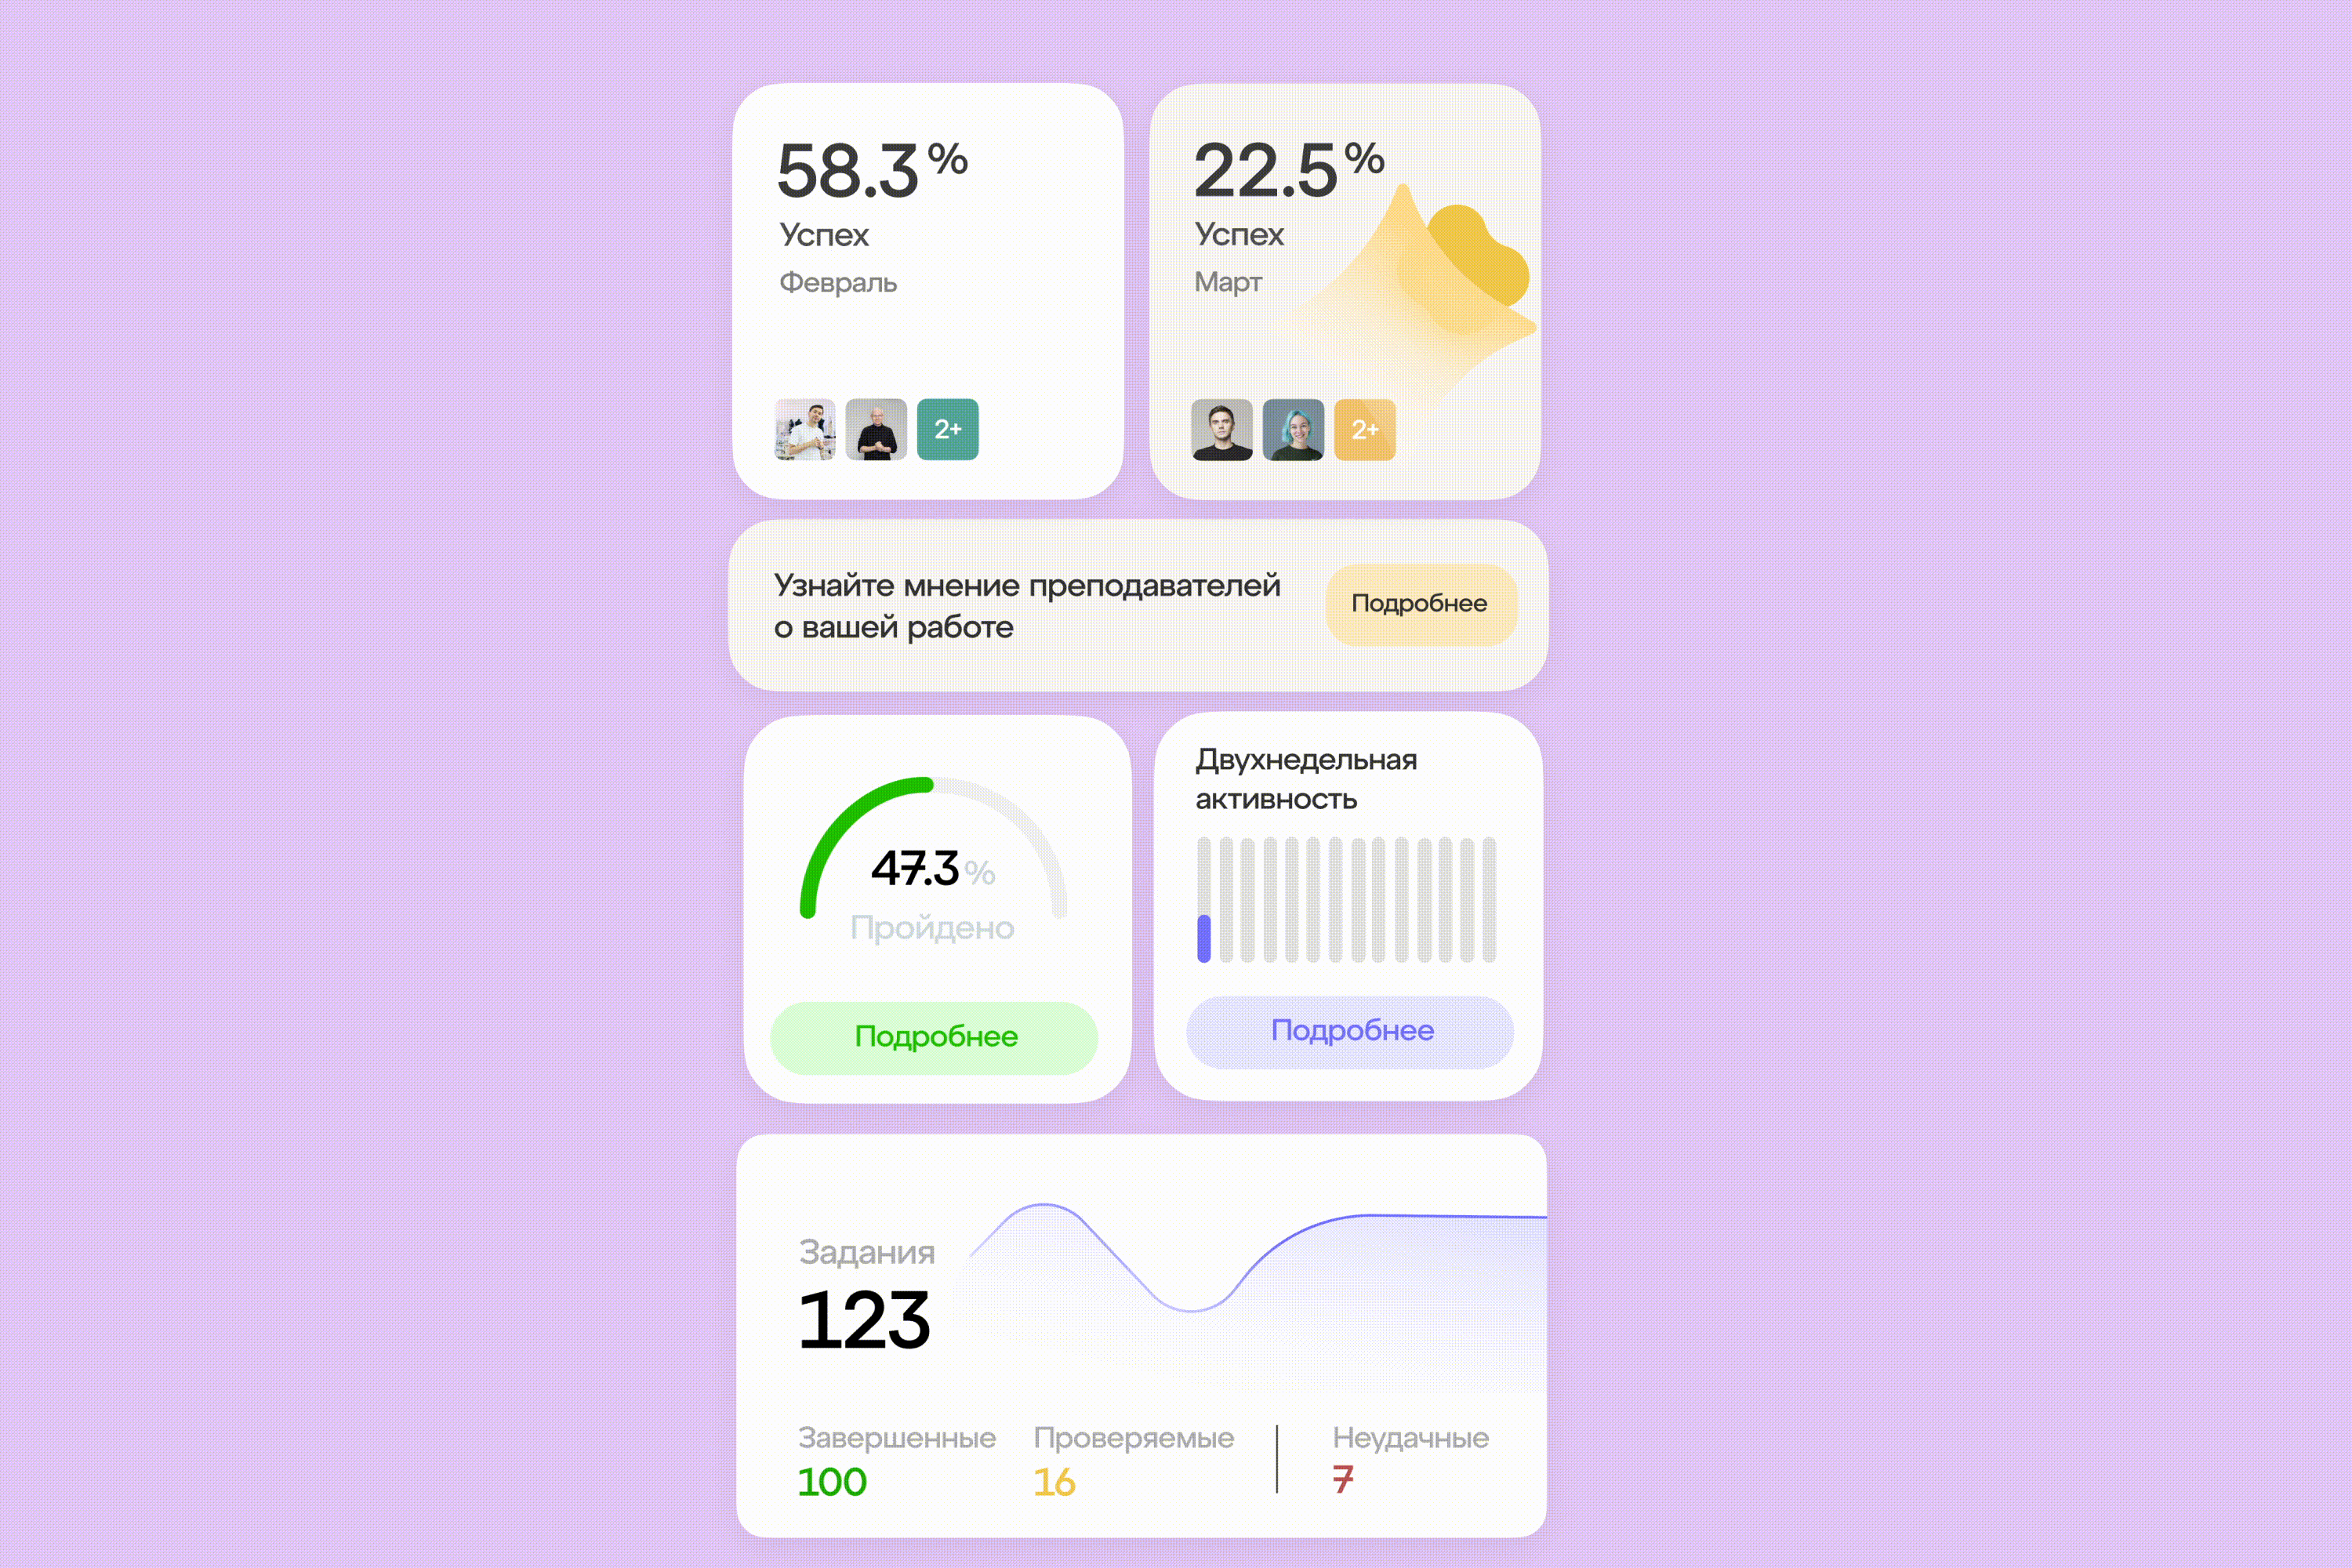 58.3%
Успех
Февраль
2+
22.5%
Успех
Март
2+
Узнайте мнение преподавателей
о вашей работе
Подробнее
47.3%
Пройдено
Подробнее
Двухнедельная
активность
Подробнее
Задания
123
Завершенные
100
Проверяемые
16
Неудачные
7